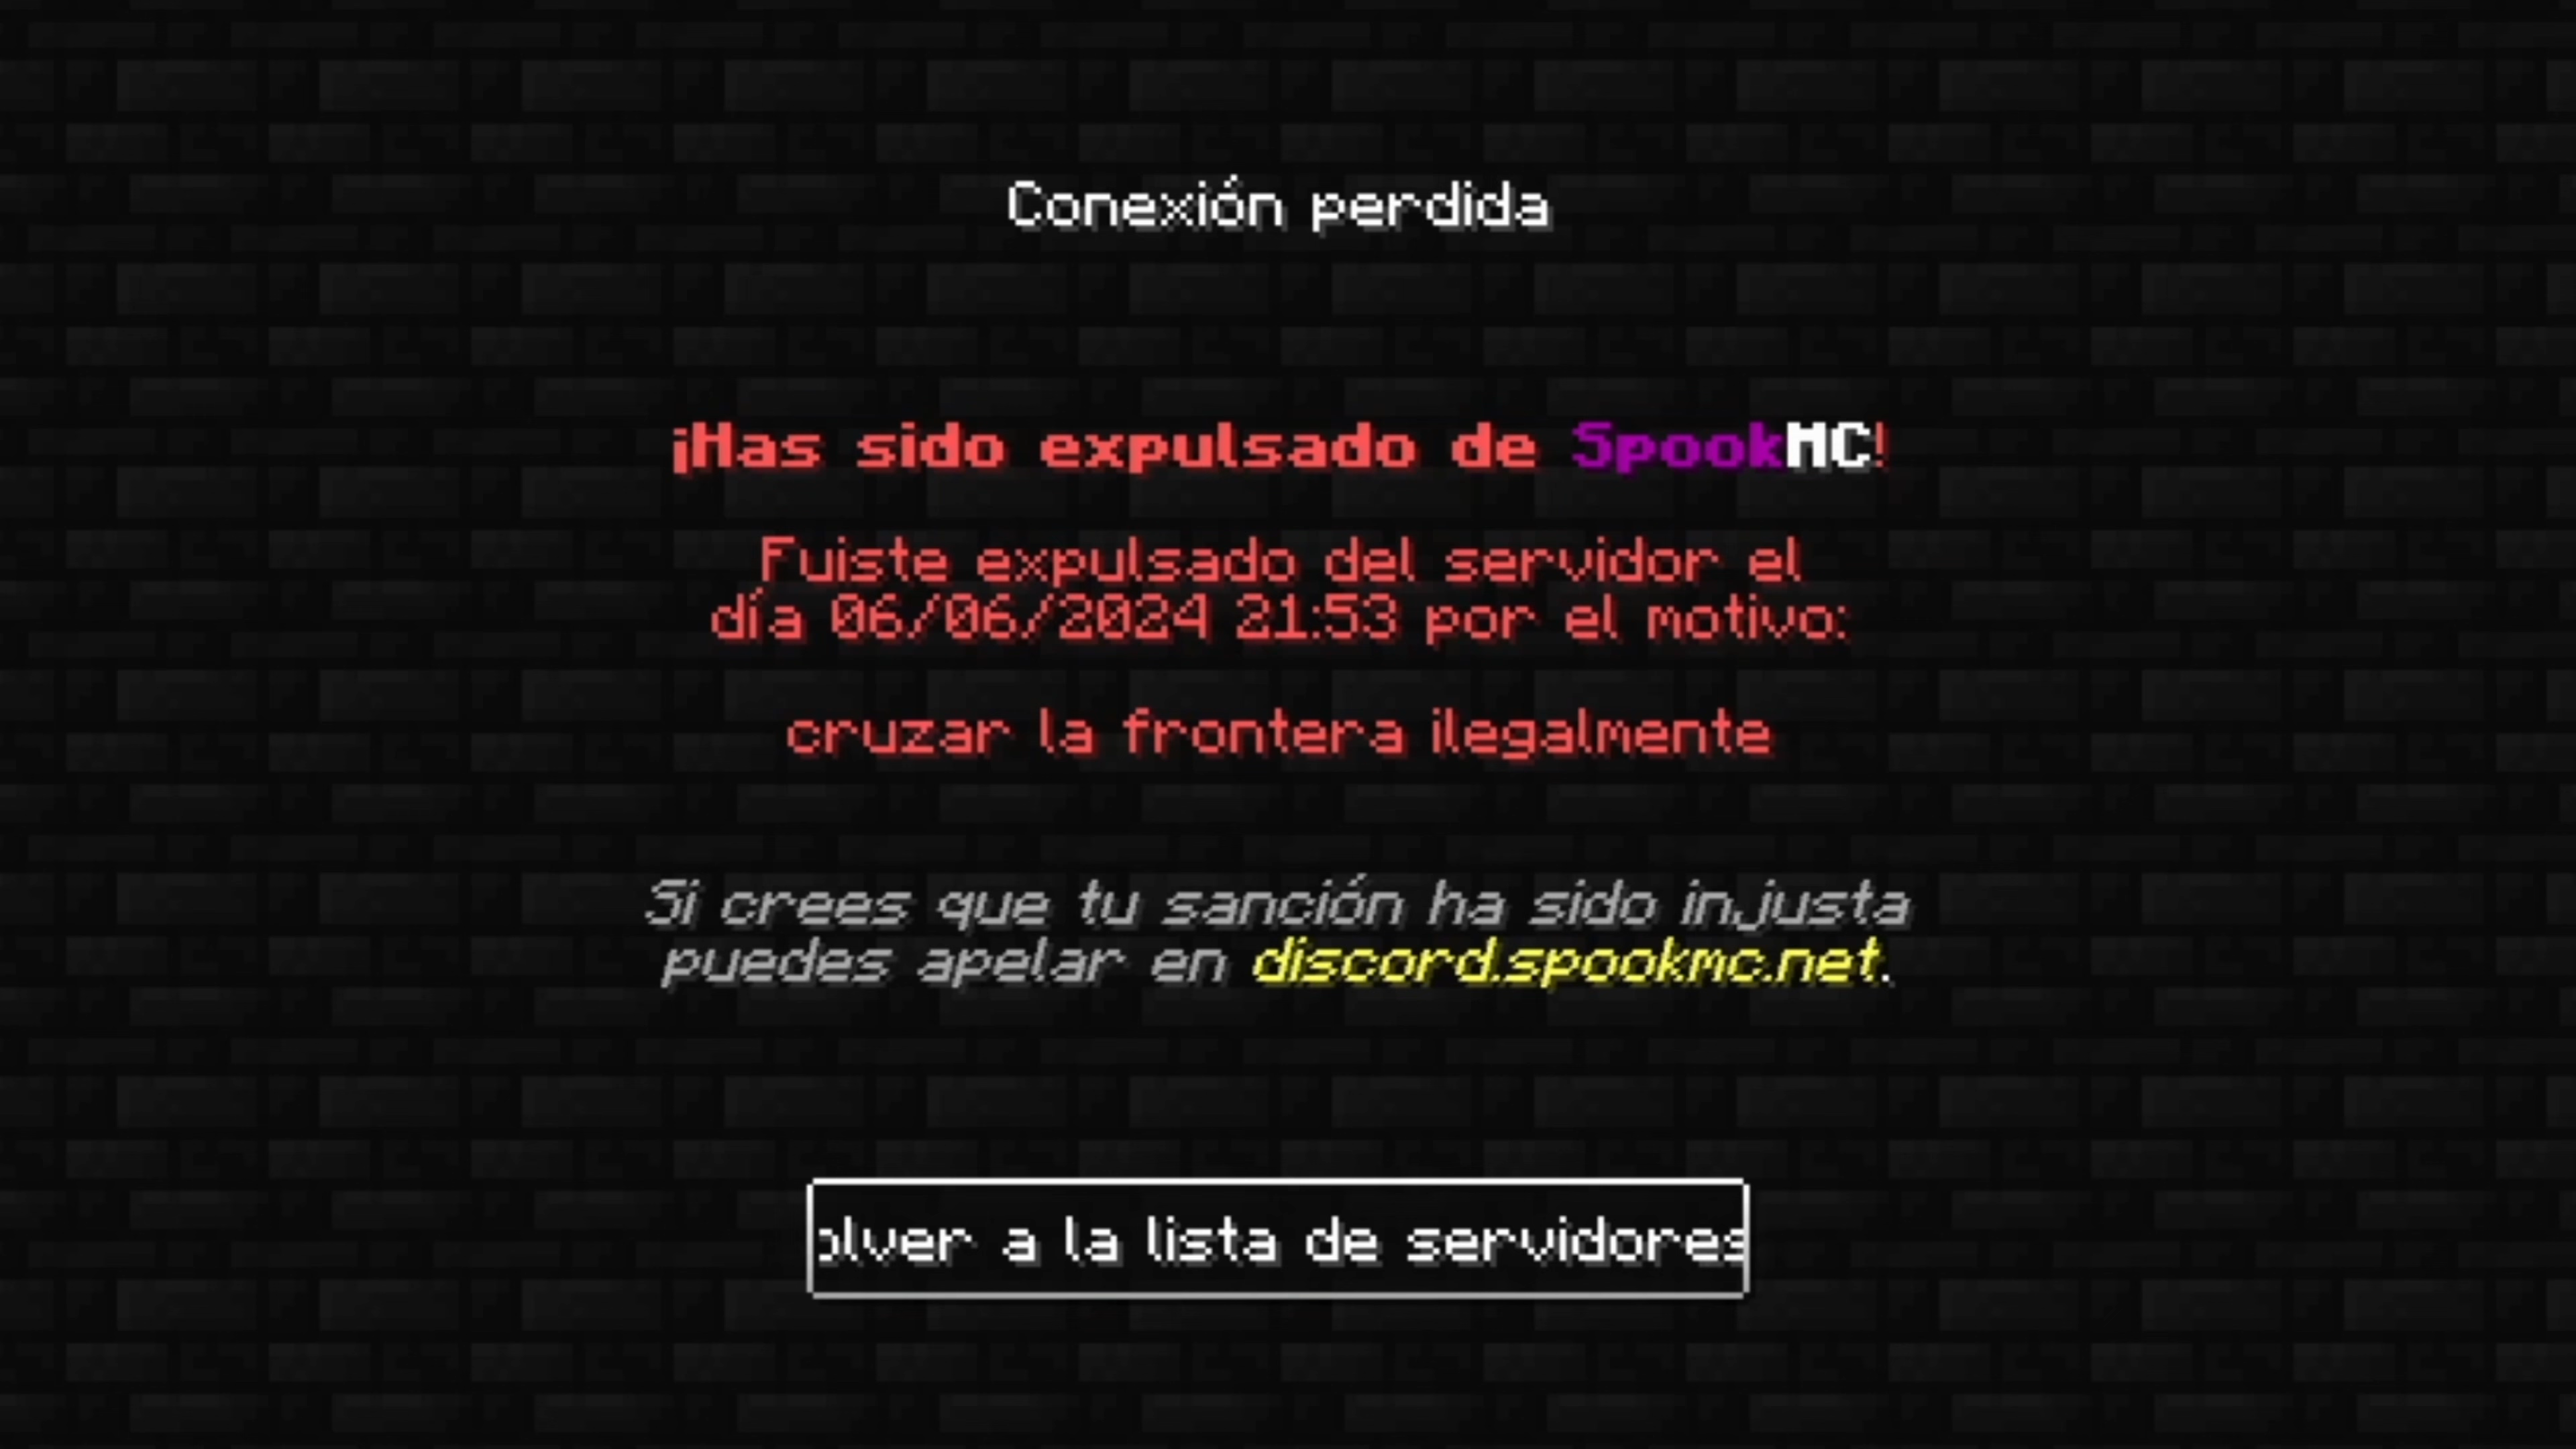 Conexión perdida
¡Has sido expulsado de SpookMC!
Fuiste expulsado del servidor el
día 06/06/2024 21:53 por el motivo:
cruzar la frontera ilegalmente
Si crees que tu sanción ha sido injusta
puedes apelar en discord.spookmc.net.
olver a la lista de servidores